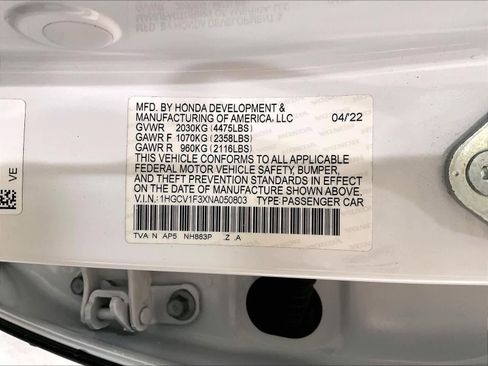 MFD. BY HONDA DEVELOPMENT &
MANUFACTURING OF AMERICA, LLC 04/'22
GVWR 2030KG (4475LBS)
GAWR F 1070KG (2358LBS)
GAWR R 960KG (2116LBS)
THIS VEHICLE CONFORMS TO ALL APPLICABLE
FEDERAL MOTOR VEHICLE SAFETY, BUMPER,
AND THEFT PREVENTION STANDARDS IN EFFECT
ON THE DATE OF MANUFACTURE SHOWN ABOVE.
V.I.N.: 1HGCV1F3XNA050803 TYPE: PASSENGER CAR
TVA N AP5 NH883P Z .A
VE